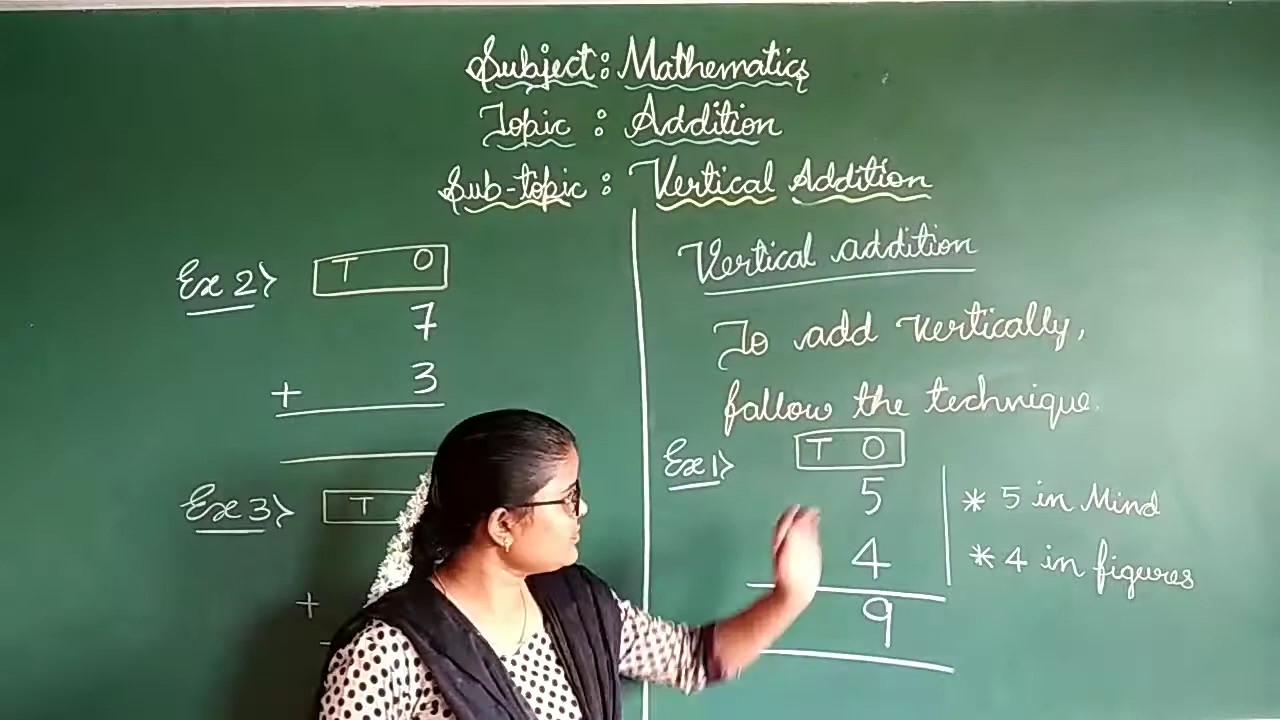 Subject: Mathematics
Topic : Addition
Sub-topic : Vertical Addition
Ex 2>
T O
7
+ 3
Ex 3>
T
+
Vertical addition
To add vertically,
follow the technique.
Ex 1>
T O
5
4
9
* 5 in Mind
* 4 in figures